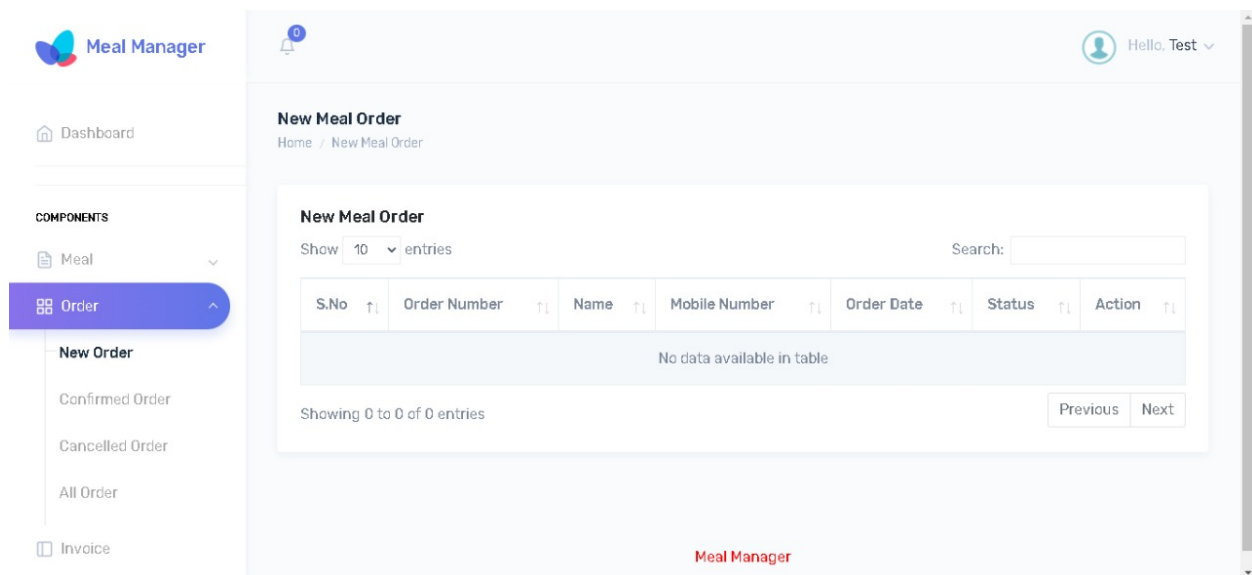 Meal Manager
0
Hello, Test
Dashboard
COMPONENTS
Meal
Order
New Order
Confirmed Order
Cancelled Order
All Order
Invoice
New Meal Order
Home / New Meal Order
New Meal Order
Show 10 entries
Search:
S.No Order Number Name Mobile Number Order Date Status Action
No data available in table
Showing 0 to 0 of 0 entries
Previous Next
Meal Manager